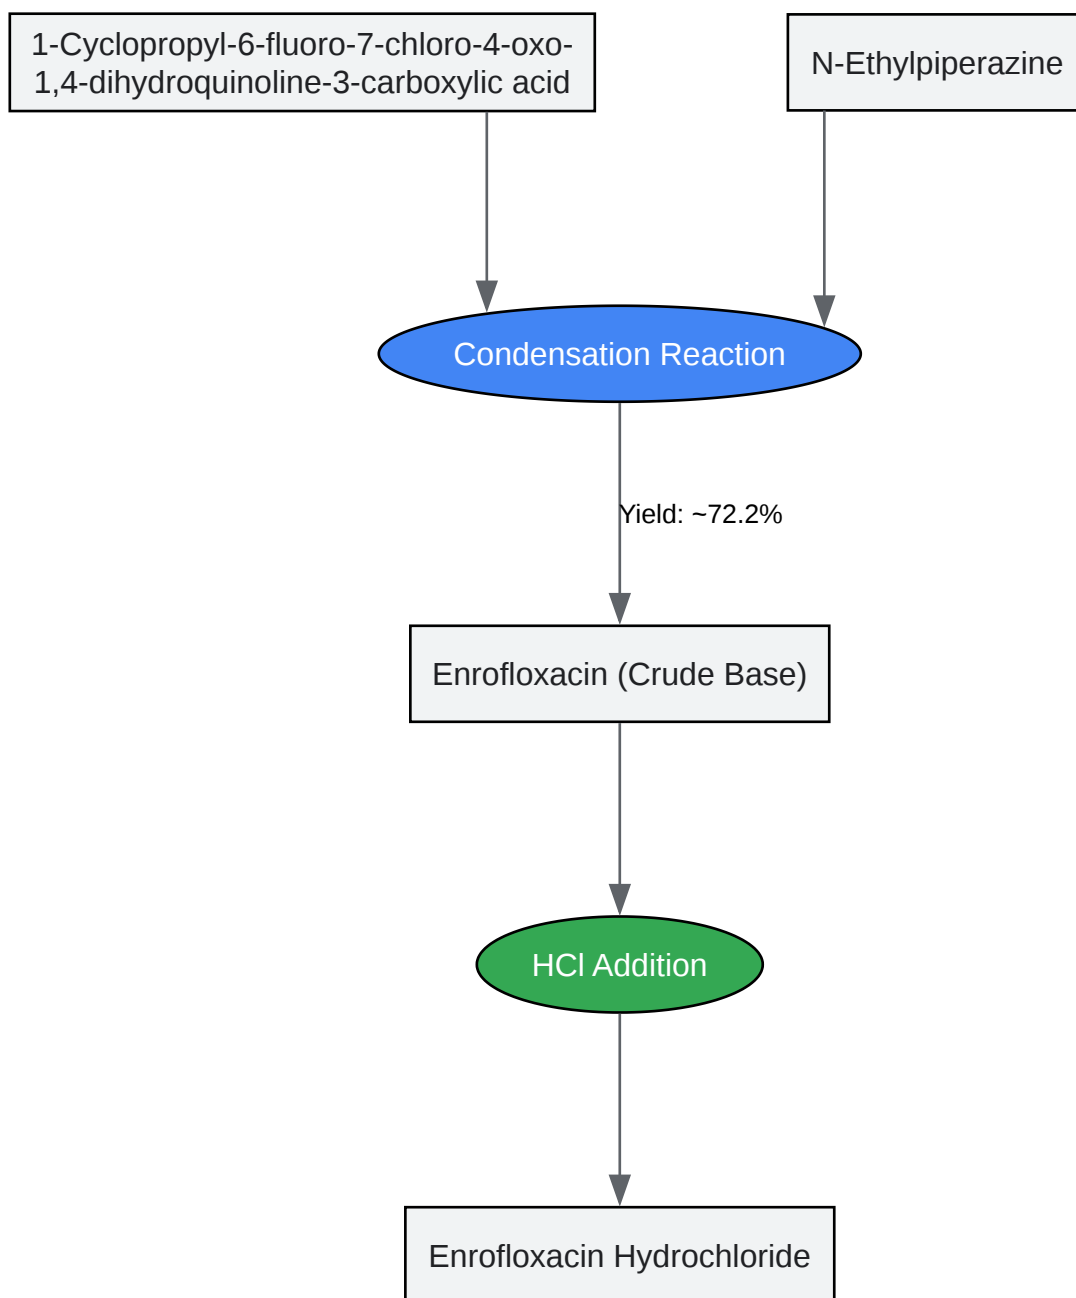 1-Cyclopropyl-6-fluoro-7-chloro-4-oxo-
1,4-dihydroquinoline-3-carboxylic acid
N-Ethylpiperazine
Condensation Reaction
Yield: ~72.2%
Enrofloxacin (Crude Base)
HCl Addition
Enrofloxacin Hydrochloride